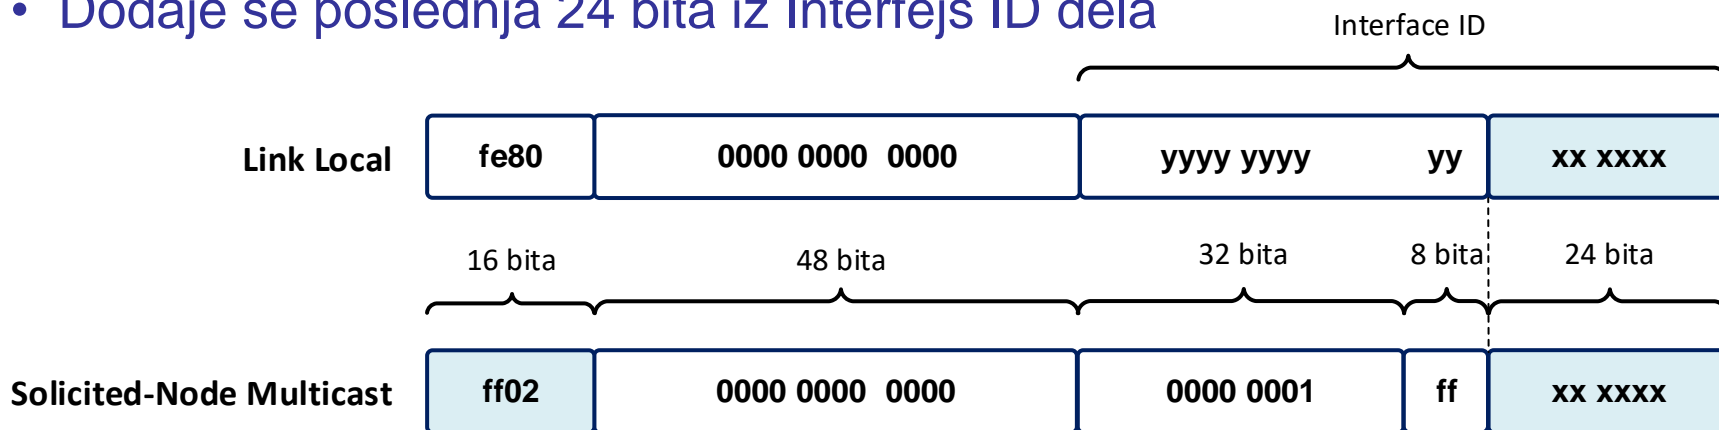 • Dodaje se poslednja 24 bita iz Interfejs ID dela
Interface ID
Link Local fe80 0000 0000 0000 yyyy yyyy yy xx xxxx
16 bita 48 bita 32 bita 8 bita 24 bita
Solicited-Node Multicast ff02 0000 0000 0000 0000 0001 ff xx xxxx